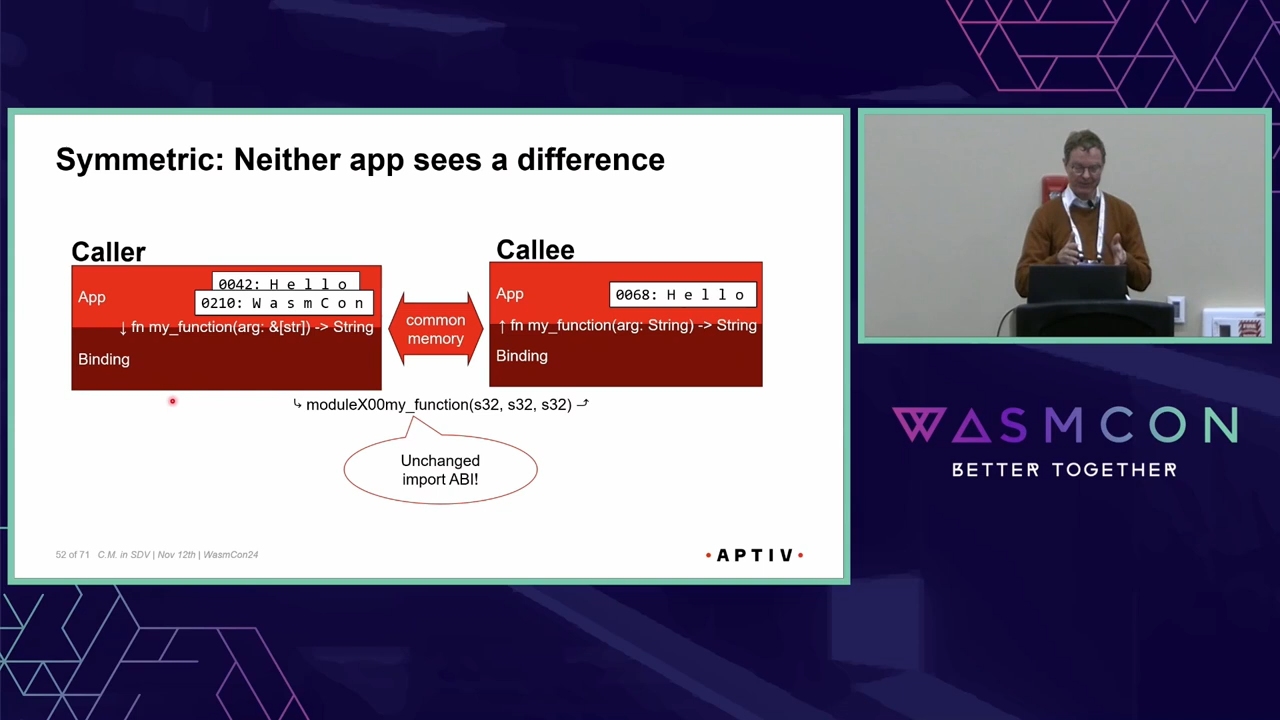 Symmetric: Neither app sees a difference
Caller
App
0042: H e l l o
0210: W a s m C o n
↓ fn my_function(arg: &[str]) -> String
Binding
common
memory
Callee
App
0068: H e l l o
↑ fn my_function(arg: String) -> String
Binding
⤷ moduleX00my_function(s32, s32, s32) ⤴
Unchanged
import ABI!
52 of 71 C.M. in SDV | Nov 12th | WasmCon24
• A P T I V •
WASMCON
BETTER TOGETHER